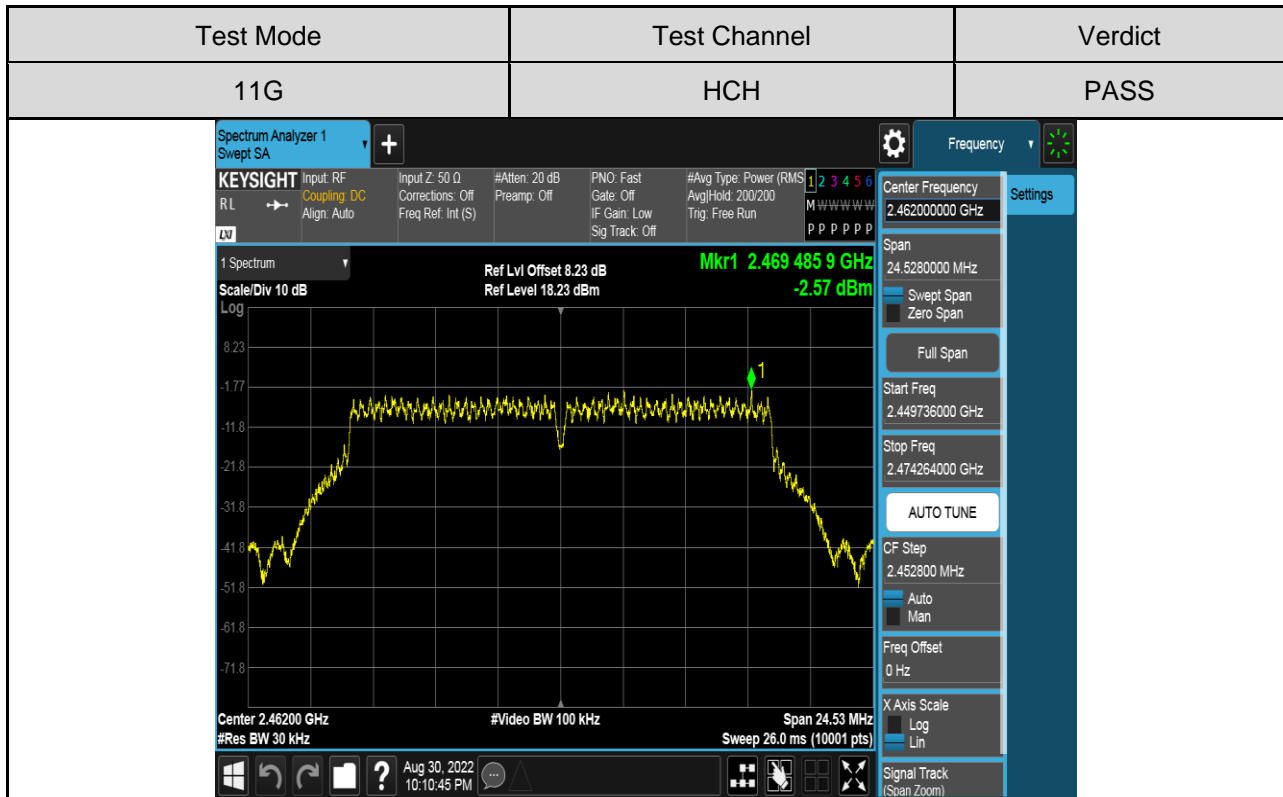 Test Mode Test Channel Verdict
11G HCH PASS
Spectrum Analyzer 1
Swept SA
+
Frequency
KEYSIGHT
RL
LXI
Input: RF
Coupling: DC
Align: Auto
Input Z: 50 Ω
Corrections: Off
Freq Ref: Int (S)
#Atten: 20 dB
Preamp: Off
PNO: Fast
Gate: Off
IF Gain: Low
Sig Track: Off
#Avg Type: Power (RMS
Avg|Hold: 200/200
Trig: Free Run
1 2 3 4 5 6
M W W W W W
P P P P P P
1 Spectrum
Scale/Div 10 dB
Log
Ref Lvl Offset 8.23 dB
Ref Level 18.23 dBm
Mkr1 2.469 485 9 GHz
-2.57 dBm
8.23
-1.77
-11.8
-21.8
-31.8
-41.8
-51.8
-61.8
-71.8
1
Center 2.46200 GHz
#Res BW 30 kHz
#Video BW 100 kHz
Span 24.53 MHz
Sweep 26.0 ms (10001 pts)
Center Frequency
2.462000000 GHz
Settings
Span
24.5280000 MHz
Swept Span
Zero Span
Full Span
Start Freq
2.449736000 GHz
Stop Freq
2.474264000 GHz
AUTO TUNE
CF Step
2.452800 MHz
Auto
Man
Freq Offset
0 Hz
X Axis Scale
Log
Lin
Signal Track
(Span Zoom)
?
Aug 30, 2022
10:10:45 PM